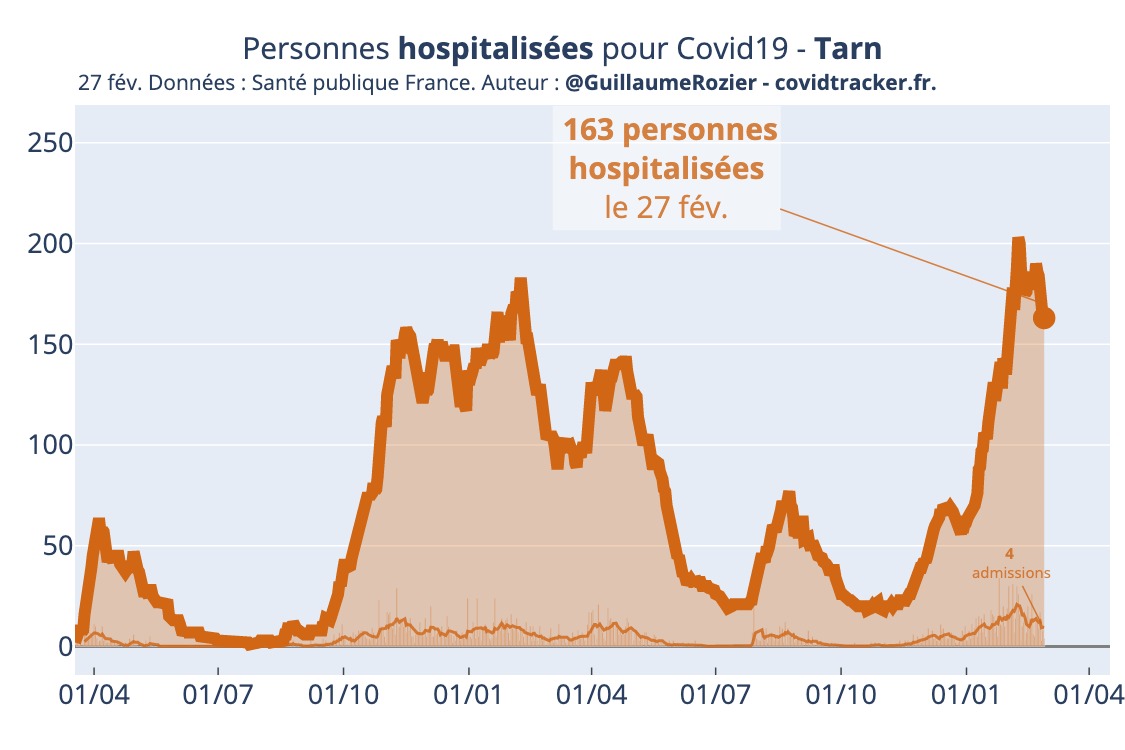 Personnes hospitalisées pour Covid19 - Tarn
27 fév. Données : Santé publique France. Auteur : @GuillaumeRozier - covidtracker.fr.
163 personnes
hospitalisées
le 27 fév.
250
200
150
100
50
0
4
admissions
01/04 01/07 01/10 01/01 01/04 01/07 01/10 01/01 01/04